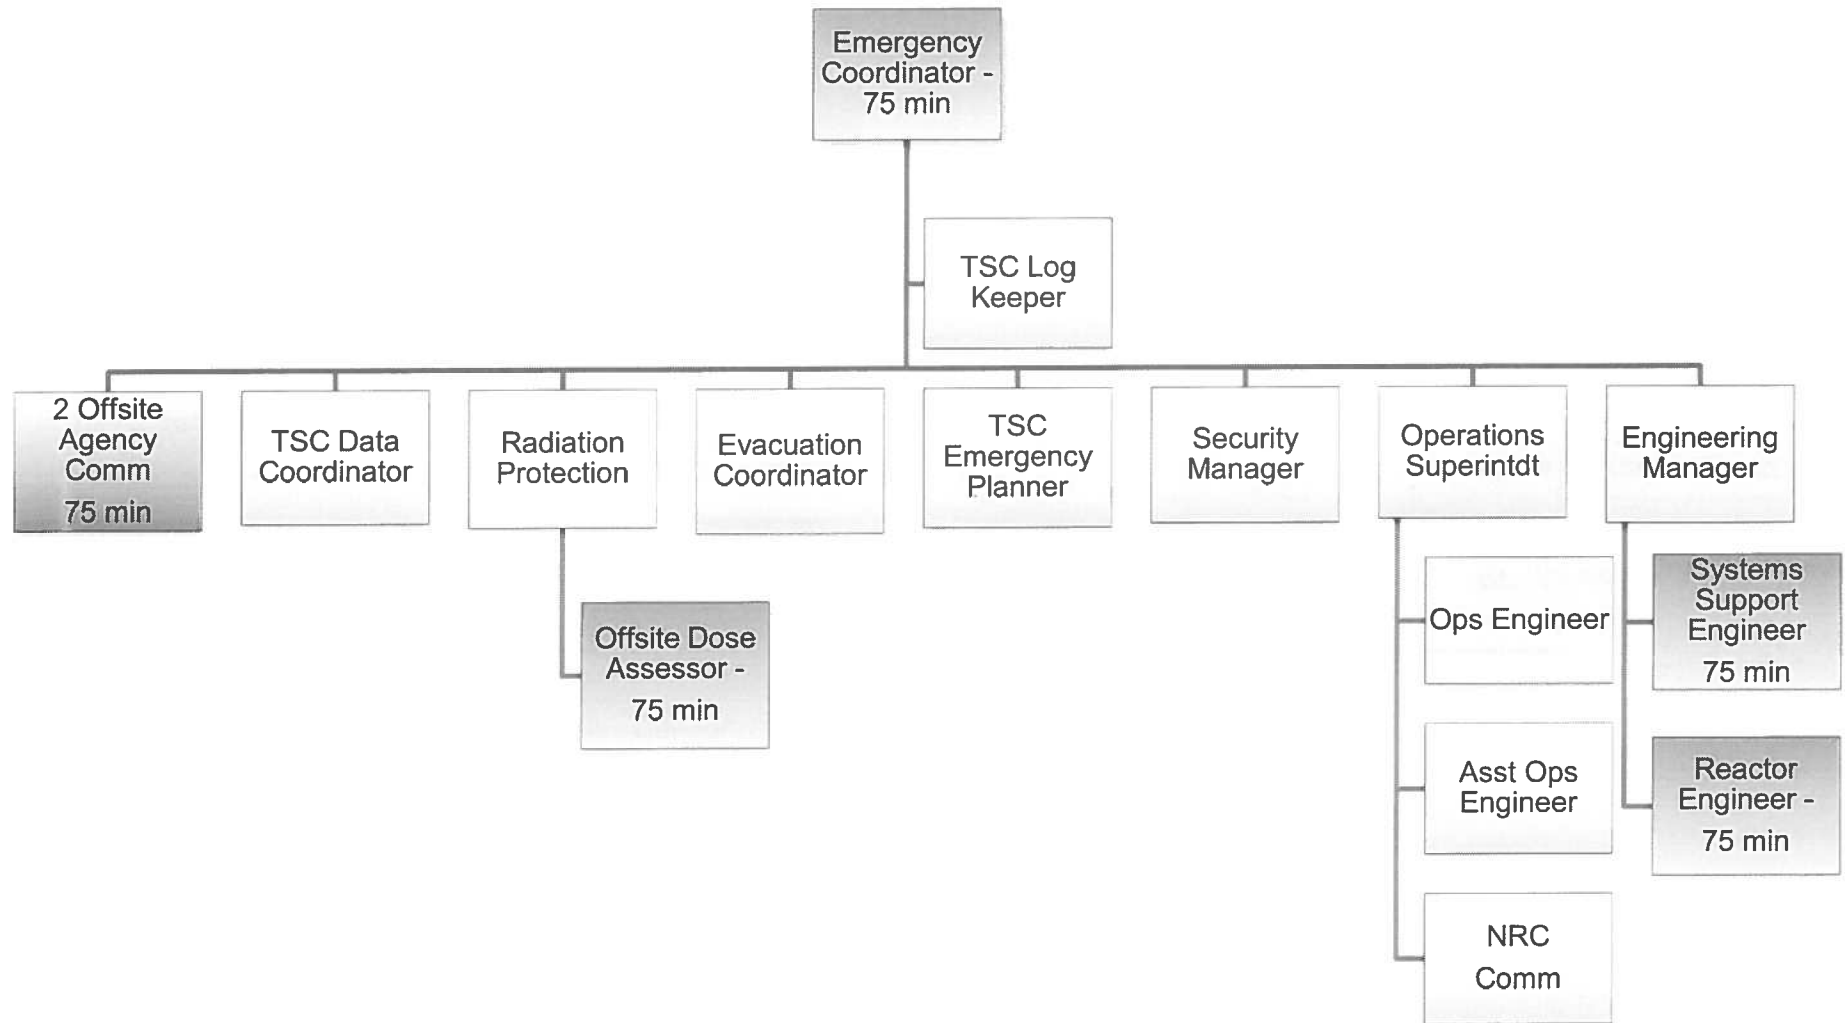 Emergency
Coordinator -
75 min
TSC Log
Keeper
2 Offsite
Agency
Comm
75 min
TSC Data
Coordinator
Radiation
Protection
Evacuation
Coordinator
TSC
Emergency
Planner
Security
Manager
Operations
Superintdt
Engineering
Manager
Offsite Dose
Assessor -
75 min
Ops Engineer
Asst Ops
Engineer
NRC
Comm
Systems
Support
Engineer
75 min
Reactor
Engineer -
75 min